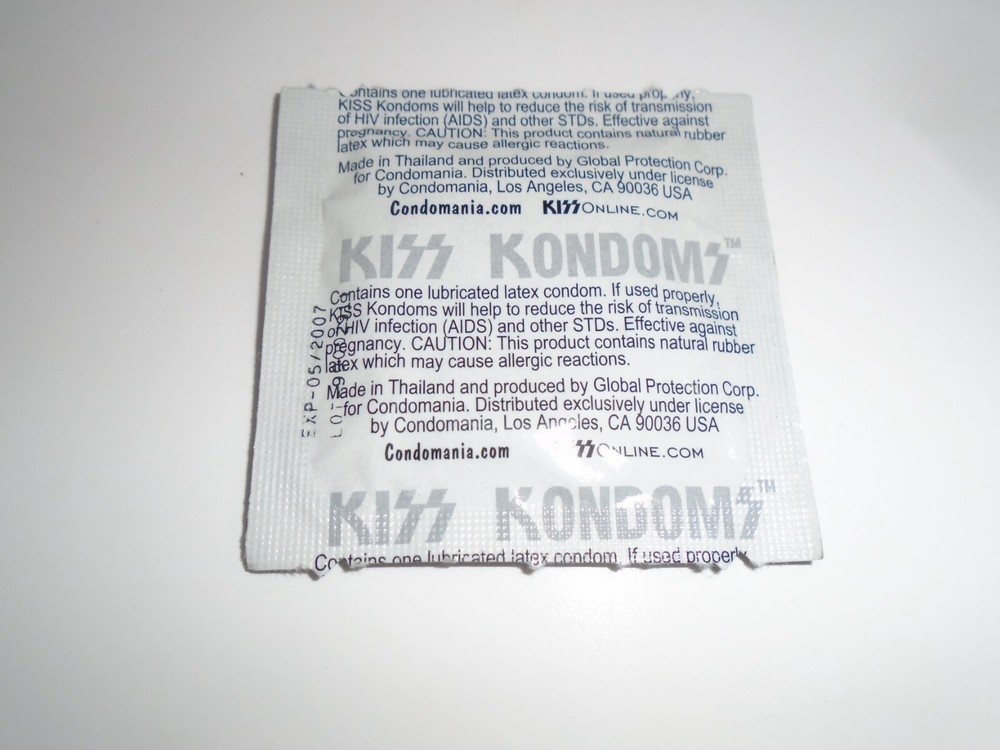 Contains one lubricated latex condom. If used properly,
KISS Kondoms will help to reduce the risk of transmission
of HIV infection (AIDS) and other STDs. Effective against
pregnancy. CAUTION: This product contains natural rubber
latex which may cause allergic reactions.
Made in Thailand and produced by Global Protection Corp.
for Condomania. Distributed exclusively under license
by Condomania, Los Angeles, CA 90036 USA
Condomania.com KISSONLINE.COM
KISS KONDOMS™
Contains one lubricated latex condom. If used properly,
KISS Kondoms will help to reduce the risk of transmission
of HIV infection (AIDS) and other STDs. Effective against
pregnancy. CAUTION: This product contains natural rubber
latex which may cause allergic reactions.
Made in Thailand and produced by Global Protection Corp.
for Condomania. Distributed exclusively under license
by Condomania, Los Angeles, CA 90036 USA
Condomania.com SSONLINE.COM
KISS KONDOMS™
Contains one lubricated latex condom. If used properly
EXP-05/2007